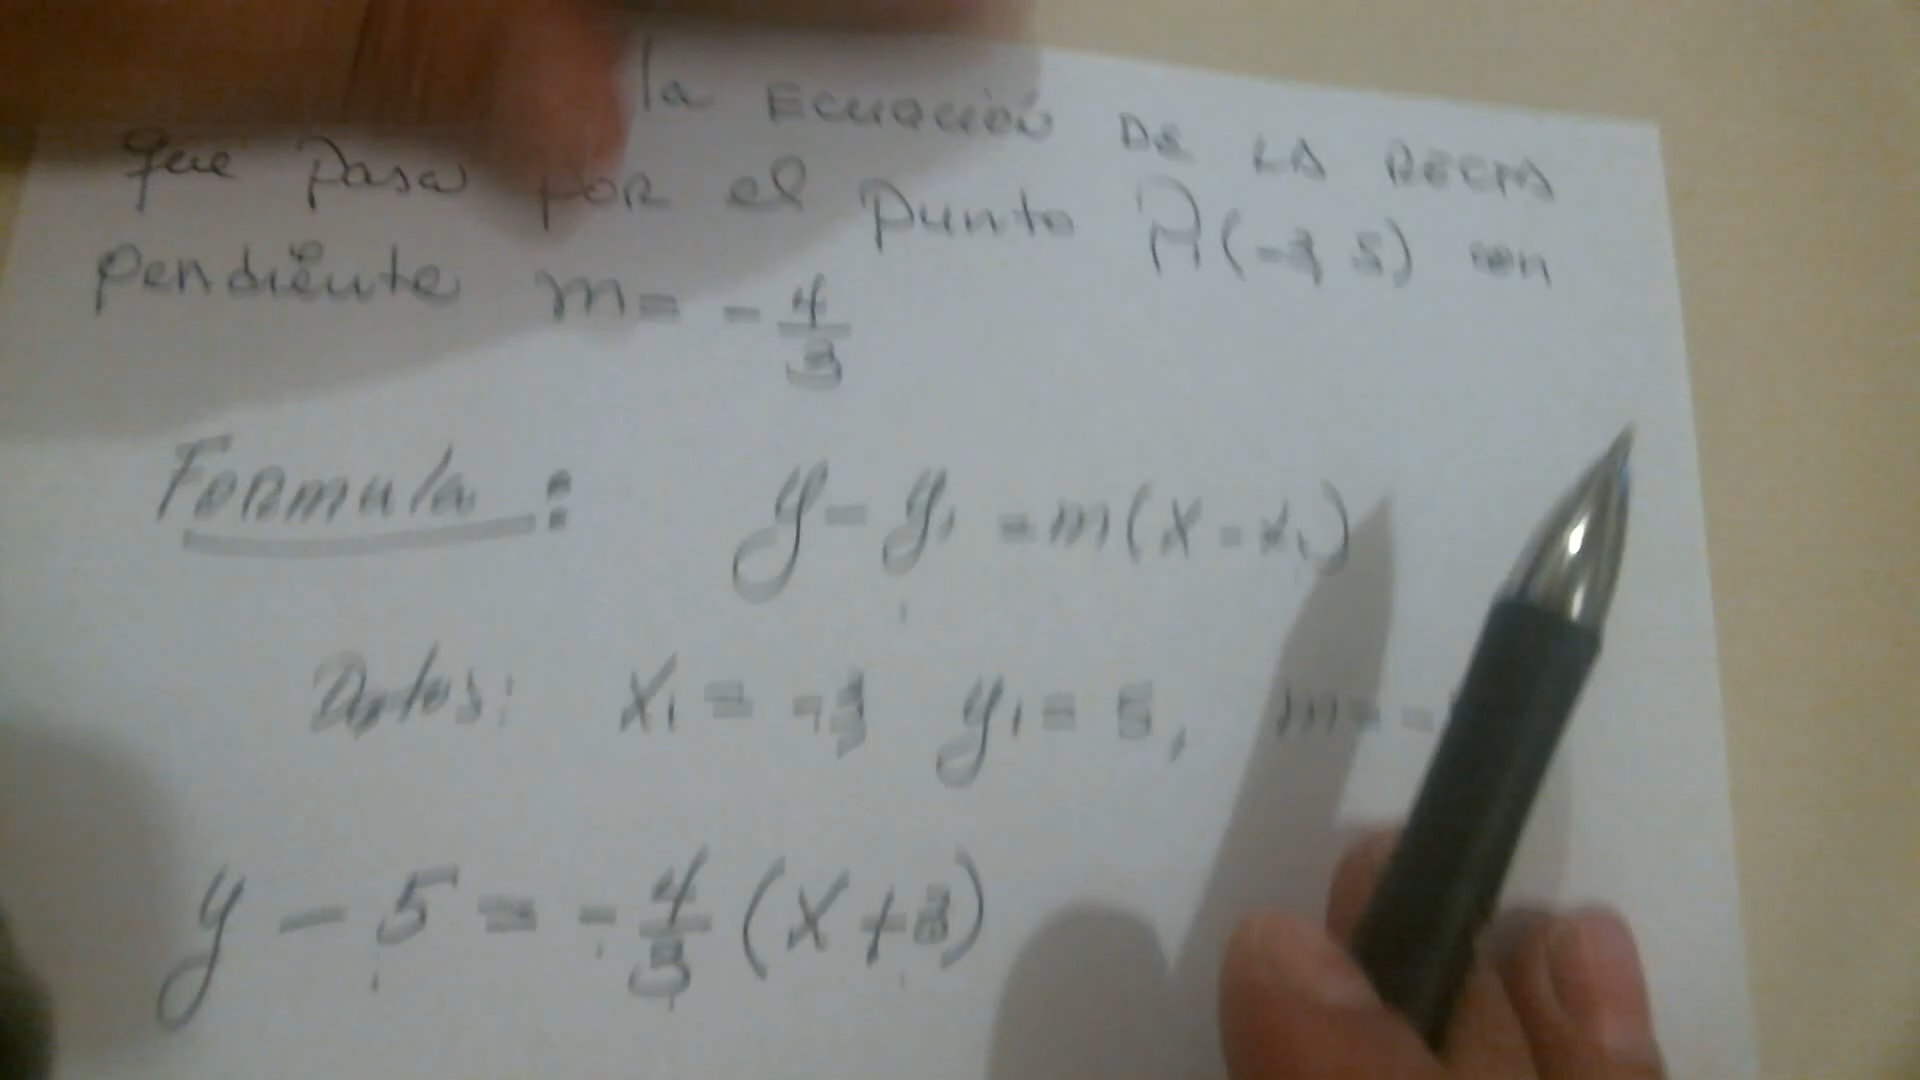 la Ecuación DE LA RECTA
que Pasa POR el Punto A(-3, 5) con
pendiente m = - 4/3
FORmula : y - y₁ = m(x - x₁)
Datos: x₁ = -3 y₁ = 5, m = -
y - 5 = - 4/3 (x + 3)